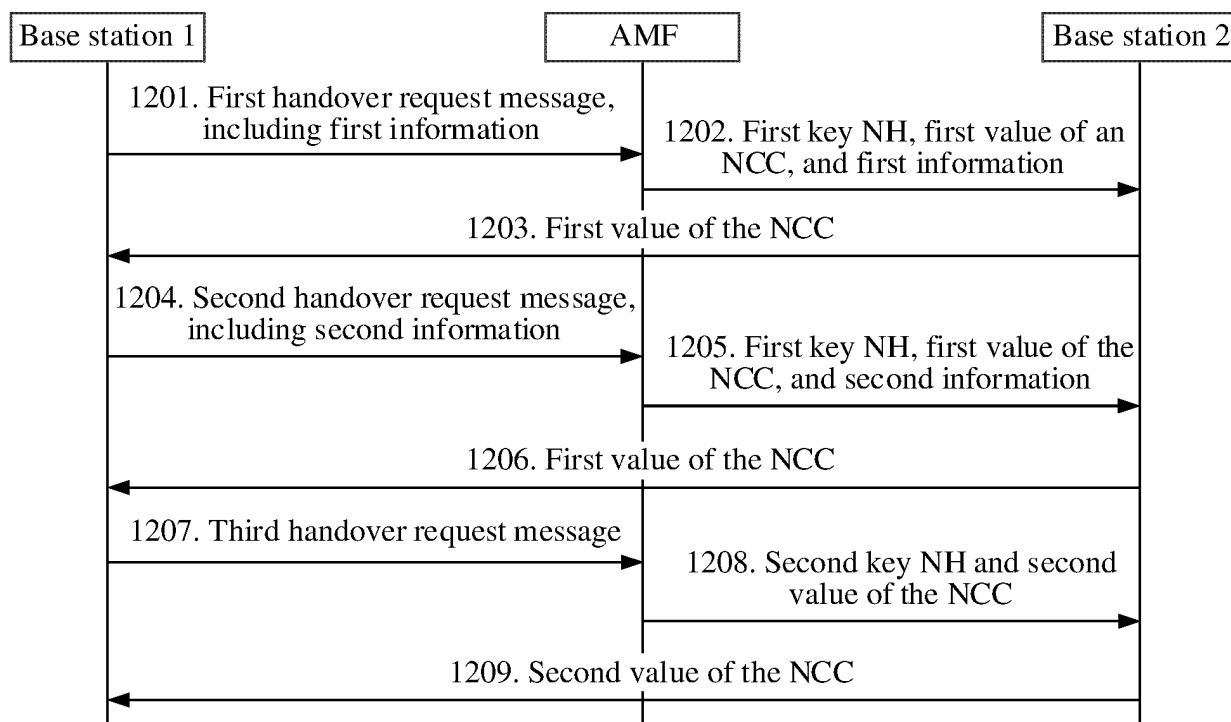 Base station 1
AMF
Base station 2
1201. First handover request message,
including first information
1202. First key NH, first value of an
NCC, and first information
1203. First value of the NCC
1204. Second handover request message,
including second information
1205. First key NH, first value of the
NCC, and second information
1206. First value of the NCC
1207. Third handover request message
1208. Second key NH and second
value of the NCC
1209. Second value of the NCC